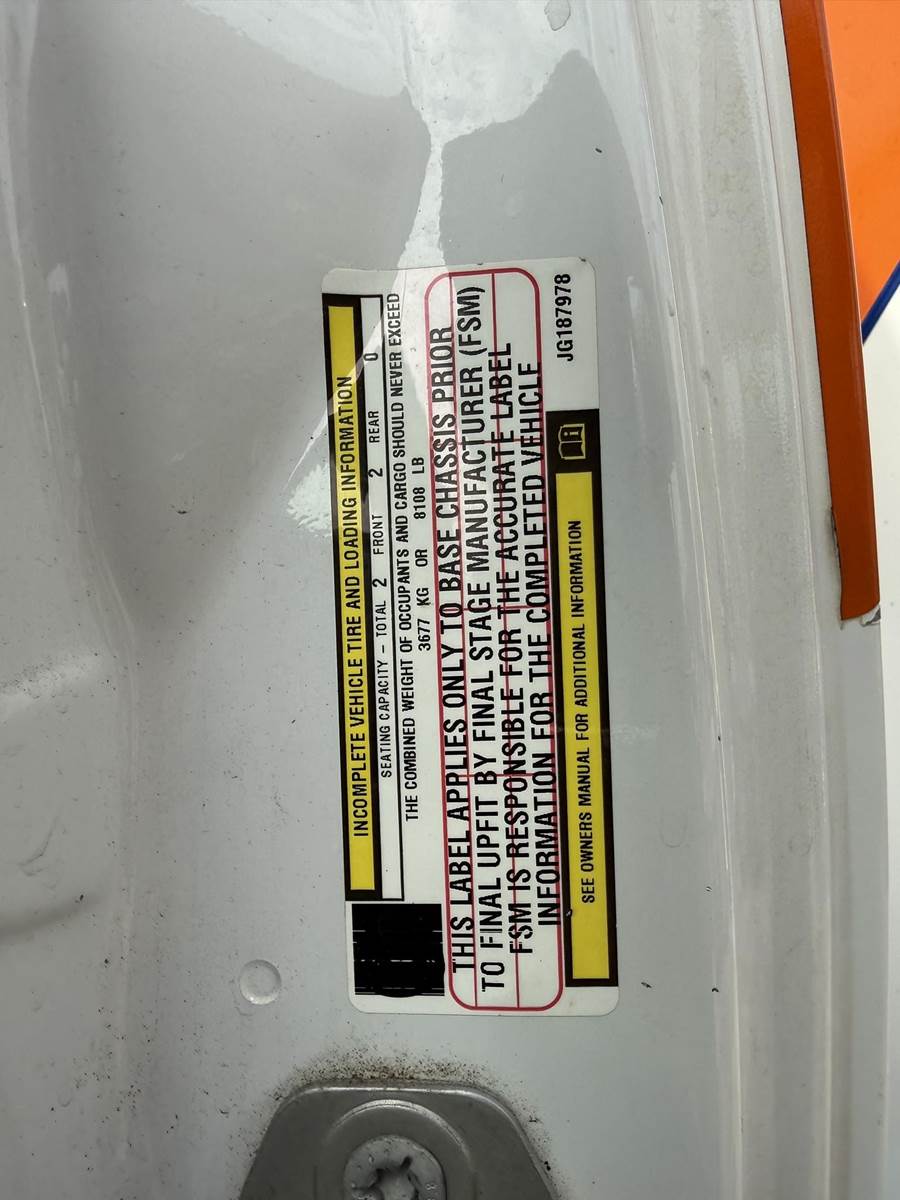 INCOMPLETE VEHICLE TIRE AND LOADING INFORMATION
SEATING CAPACITY - TOTAL 2 FRONT 2 REAR 0
THE COMBINED WEIGHT OF OCCUPANTS AND CARGO SHOULD NEVER EXCEED
3677 KG OR 8108 LB
THIS LABEL APPLIES ONLY TO BASE CHASSIS PRIOR
TO FINAL UPFIT BY FINAL STAGE MANUFACTURER (FSM)
FSM IS RESPONSIBLE FOR THE ACCURATE LABEL
INFORMATION FOR THE COMPLETED VEHICLE
SEE OWNERS MANUAL FOR ADDITIONAL INFORMATION
JG187978